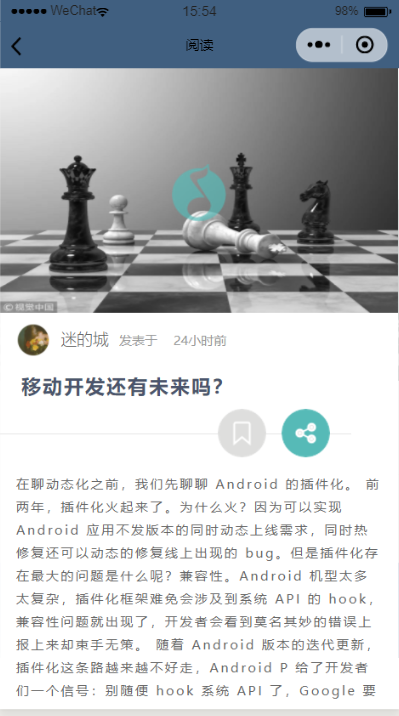 WeChat 15:54 98%
阅读
©视觉中国
迷的城 发表于 24小时前
移动开发还有未来吗?
在聊动态化之前，我们先聊聊 Android 的插件化。 前
两年，插件化火起来了。为什么火？因为可以实现
Android 应用不发版本的同时动态上线需求，同时热
修复还可以动态的修复线上出现的 bug。但是插件化存
在最大的问题是什么呢？兼容性。Android 机型太多
太复杂，插件化框架难免会涉及到系统 API 的 hook，
兼容性问题就出现了，开发者会看到莫名其妙的错误上
报上来却束手无策。 随着 Android 版本的迭代更新，
插件化这条路越来越不好走，Android P 给了开发者
们一个信号：别随便 hook 系统 API 了，Google 要